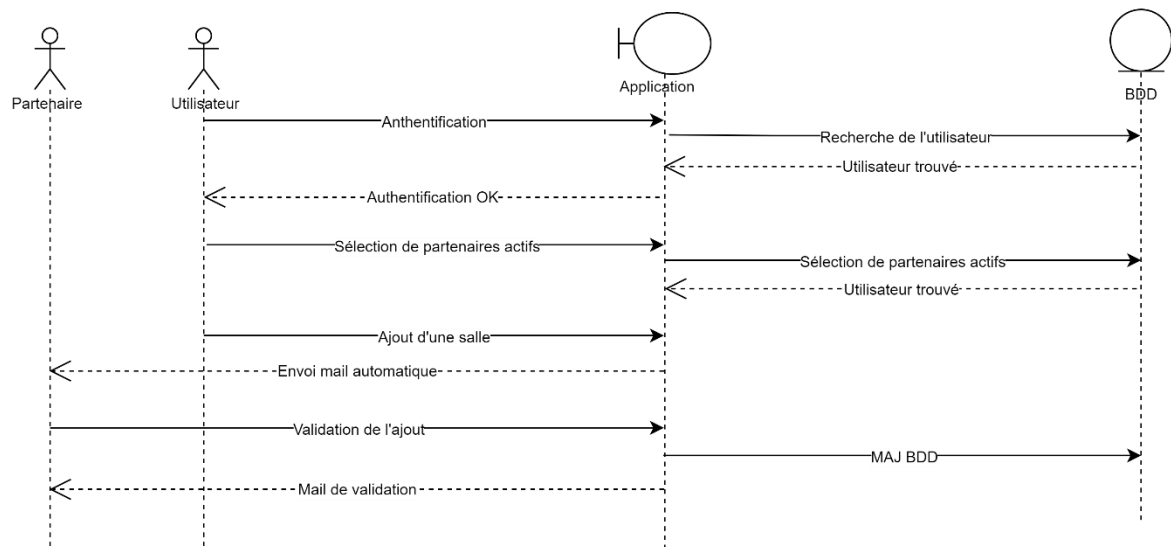 Partenaire
Utilisateur
Application
BDD
Anthentification
Recherche de l'utilisateur
Utilisateur trouvé
Authentification OK
Sélection de partenaires actifs
Sélection de partenaires actifs
Utilisateur trouvé
Ajout d'une salle
Envoi mail automatique
Validation de l'ajout
MAJ BDD
Mail de validation